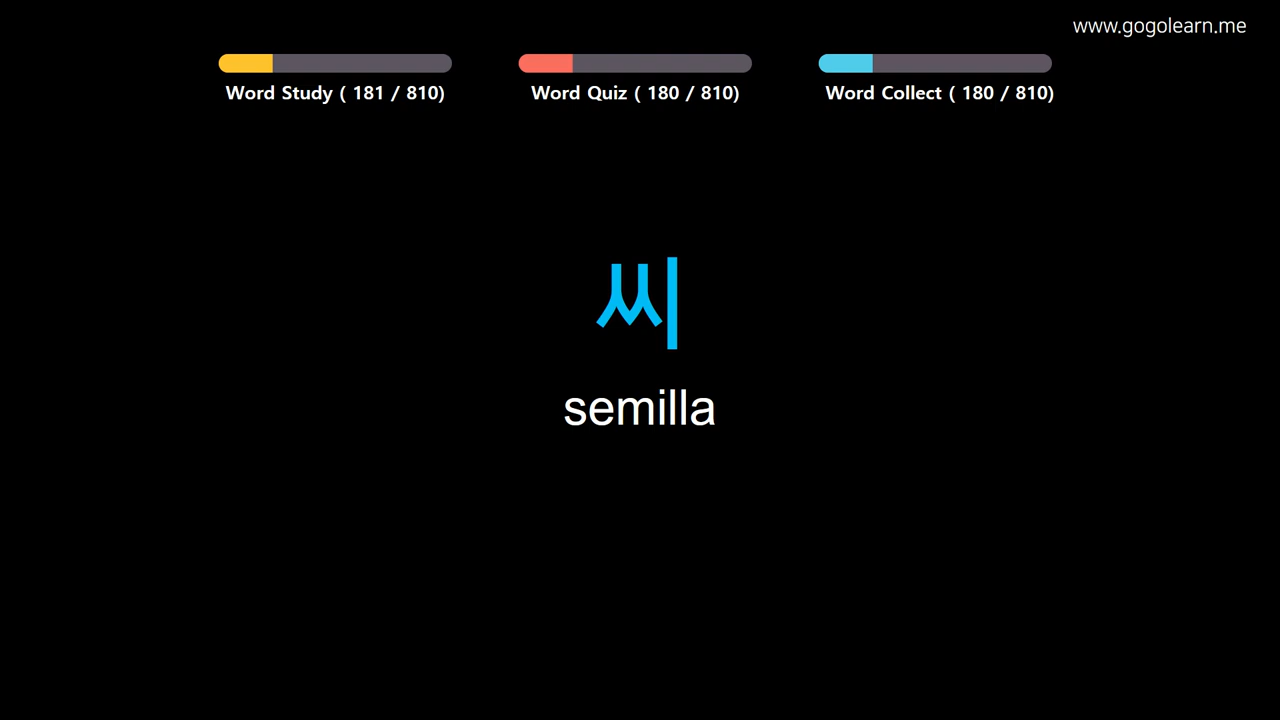 www.gogolearn.me
Word Study ( 181 / 810)
Word Quiz ( 180 / 810)
Word Collect ( 180 / 810)
씨
semilla